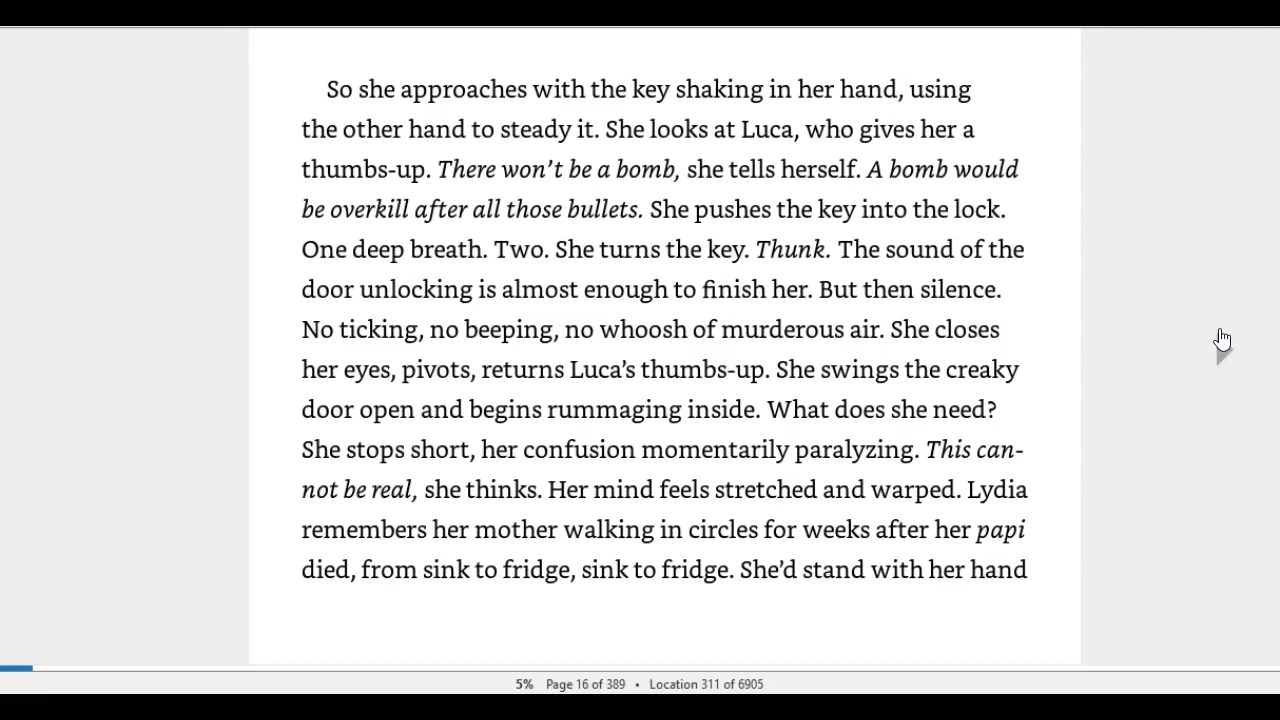 So she approaches with the key shaking in her hand, using
the other hand to steady it. She looks at Luca, who gives her a
thumbs-up. There won’t be a bomb, she tells herself. A bomb would
be overkill after all those bullets. She pushes the key into the lock.
One deep breath. Two. She turns the key. Thunk. The sound of the
door unlocking is almost enough to finish her. But then silence.
No ticking, no beeping, no whoosh of murderous air. She closes
her eyes, pivots, returns Luca’s thumbs-up. She swings the creaky
door open and begins rummaging inside. What does she need?
She stops short, her confusion momentarily paralyzing. This can-
not be real, she thinks. Her mind feels stretched and warped. Lydia
remembers her mother walking in circles for weeks after her papi
died, from sink to fridge, sink to fridge. She’d stand with her hand
5% Page 16 of 389 • Location 311 of 6905